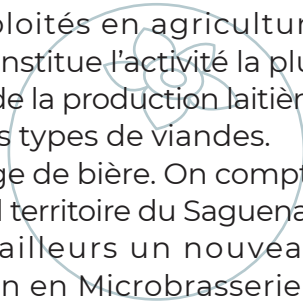 ploités en agricultur
nstitue l’activité la plu
de la production laitièr
s types de viandes.
ge de bière. On compt
l territoire du Saguena
ailleurs un nouvea
n en Microbrasserie